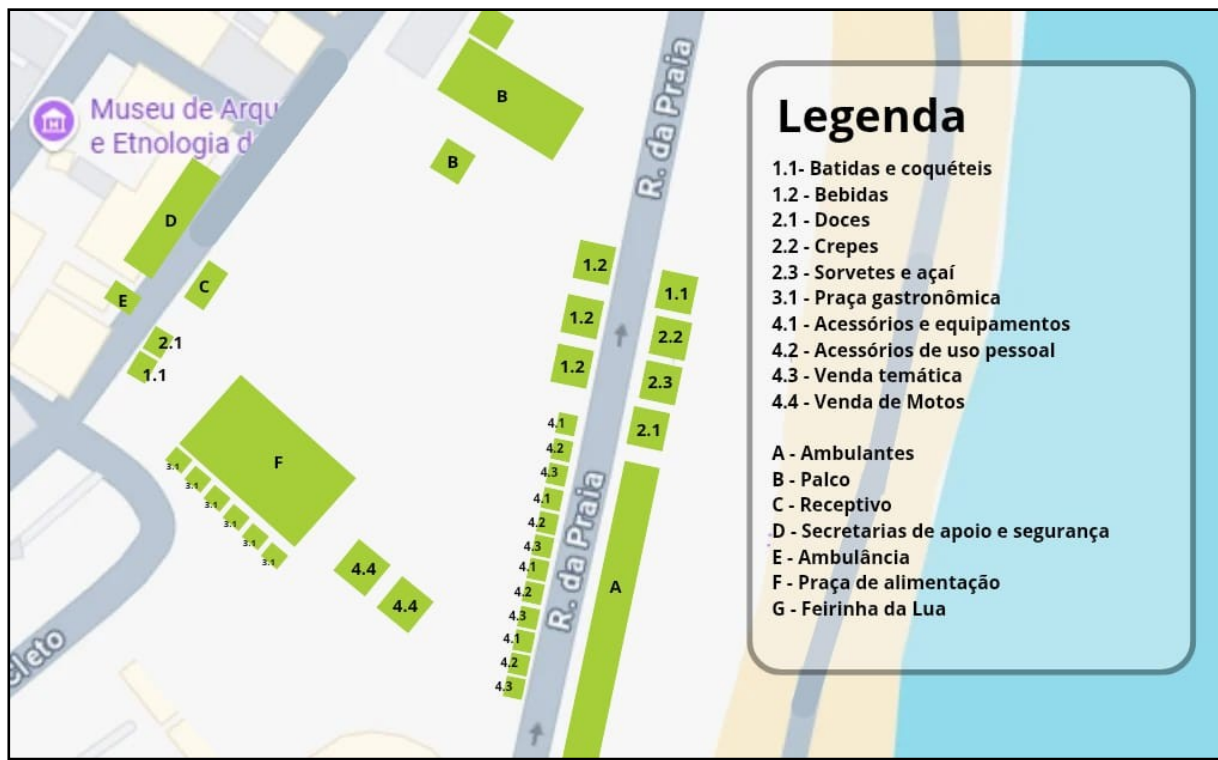 B
R. da Praia
Museu de Arqu
e Etnologia d
B
D
C
E
2.1
1.1
1.2
1.2
1.2
1.1
2.2
2.3
2.1
F
3.1
3.1
3.1
3.1
3.1
3.1
4.4
4.4
4.1
4.2
4.3
4.1
4.2
4.3
4.1
4.2
4.3
4.1
4.2
4.3
R. da Praia
A
cleto
Legenda
1.1- Batidas e coquéteis
1.2 - Bebidas
2.1 - Doces
2.2 - Crepes
2.3 - Sorvetes e açaí
3.1 - Praça gastronômica
4.1 - Acessórios e equipamentos
4.2 - Acessórios de uso pessoal
4.3 - Venda temática
4.4 - Venda de Motos
A - Ambulantes
B - Palco
C - Receptivo
D - Secretarias de apoio e segurança
E - Ambulância
F - Praça de alimentação
G - Feirinha da Lua